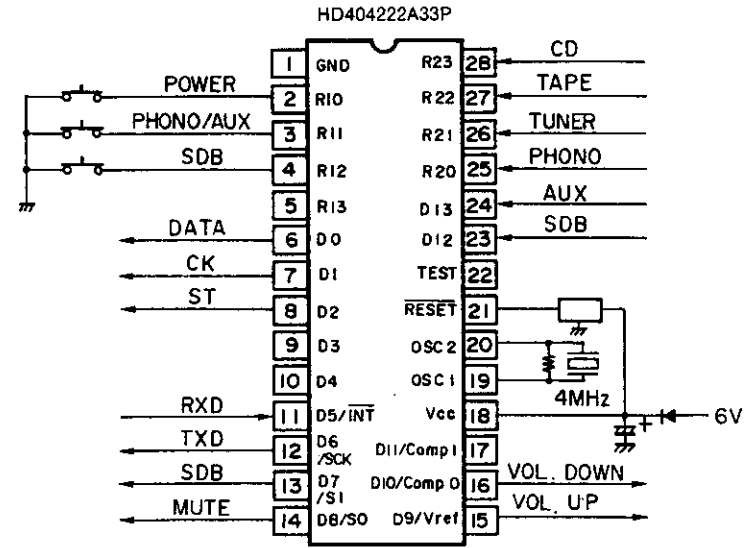 HD404222A33P
1 GND R23 28 CD
POWER 2 R10 R22 27 TAPE
PHONO/AUX 3 R11 R21 26 TUNER
SDB 4 R12 R20 25 PHONO
5 R13 D13 24 AUX
DATA 6 D0 D12 23 SDB
CK 7 D1 TEST 22
ST 8 D2 RESET 21
9 D3 OSC2 20
10 D4 OSC1 19
4MHz
RXD 11 D5/INT Vcc 18 + 6V
TXD 12 D6/SCK D11/Comp1 17
SDB 13 D7/S1 D10/Comp0 16 VOL. DOWN
MUTE 14 D8/SO D9/Vref 15 VOL. UP